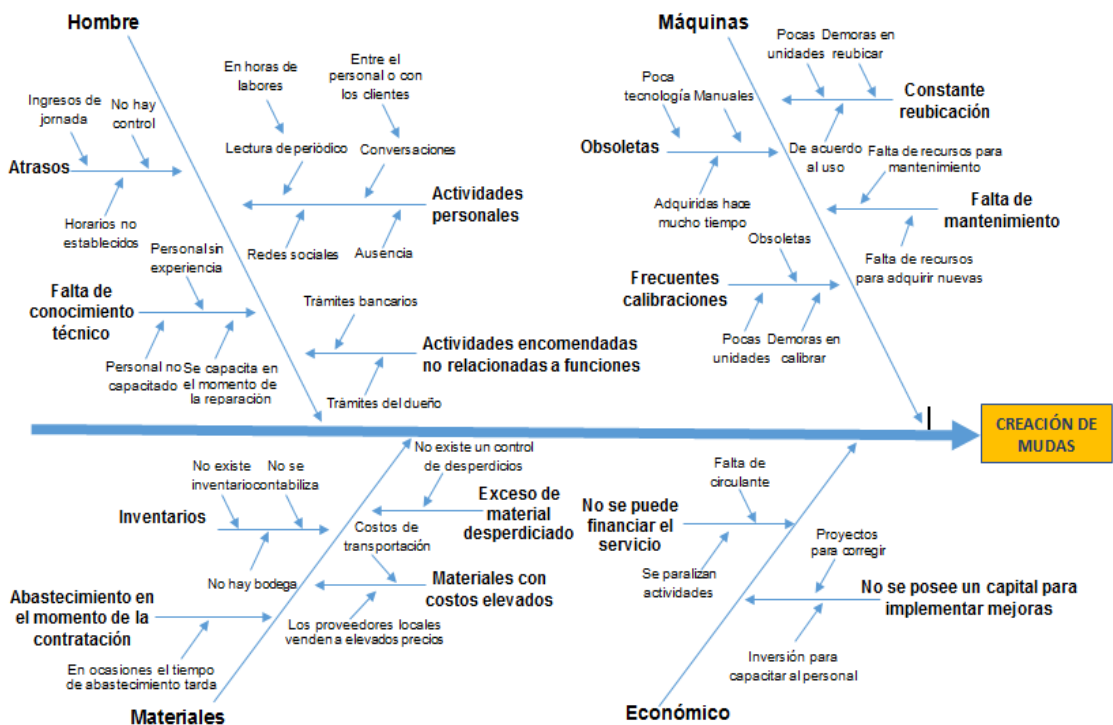 Hombre
En horas de
labores
Entre el
personal o con
los clientes
Ingresos de
jornada
No hay
control
Lectura de periódico
Conversaciones
Atrasos
Actividades
personales
Horarios no
establecidos
Redes sociales
Ausencia
Personal sin
experiencia
Falta de
conocimiento
técnico
Trámites bancarios
Actividades encomendadas
no relacionadas a funciones
Personal no
capacitado
Se capacita en
el momento de
la reparación
Trámites del dueño
Máquinas
Pocas
unidades
Demoras en
reubicar
Poca
tecnología
Manuales
Constante
reubicación
Obsoletas
De acuerdo
al uso
Falta de recursos para
mantenimiento
Adquiridas hace
mucho tiempo
Falta de
mantenimiento
Obsoletas
Falta de recursos
para adquirir nuevas
Frecuentes
calibraciones
Pocas
unidades
Demoras en
calibrar
CREACIÓN DE
MUDAS
No existe un control
de desperdicios
No existe
inventario
No se
contabiliza
Inventarios
Exceso de
material
desperdiciado
Costos de
transportación
No hay bodega
Materiales con
costos elevados
Abastecimiento en
el momento de la
contratación
Los proveedores locales
venden a elevados precios
En ocasiones el tiempo
de abastecimiento tarda
Materiales
Falta de
circulante
No se puede
financiar el
servicio
Proyectos
para corregir
Se paralizan
actividades
No se posee un capital para
implementar mejoras
Inversión para
capacitar al personal
Económico